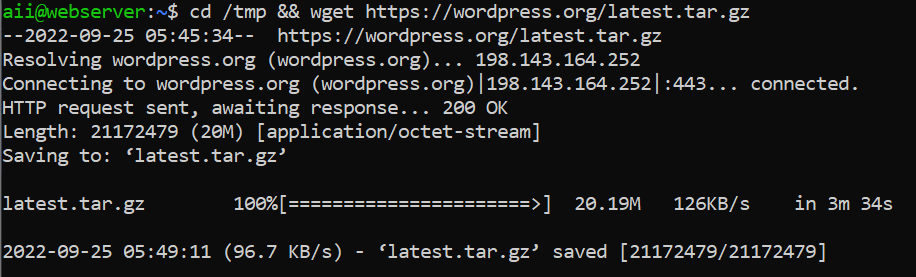 aii@webserver:~$ cd /tmp && wget https://wordpress.org/latest.tar.gz
--2022-09-25 05:45:34--  https://wordpress.org/latest.tar.gz
Resolving wordpress.org (wordpress.org)... 198.143.164.252
Connecting to wordpress.org (wordpress.org)|198.143.164.252|:443... connected.
HTTP request sent, awaiting response... 200 OK
Length: 21172479 (20M) [application/octet-stream]
Saving to: ‘latest.tar.gz’
latest.tar.gz        100%[======================>]  20.19M   126KB/s    in 3m 34s
2022-09-25 05:49:11 (96.7 KB/s) - ‘latest.tar.gz’ saved [21172479/21172479]